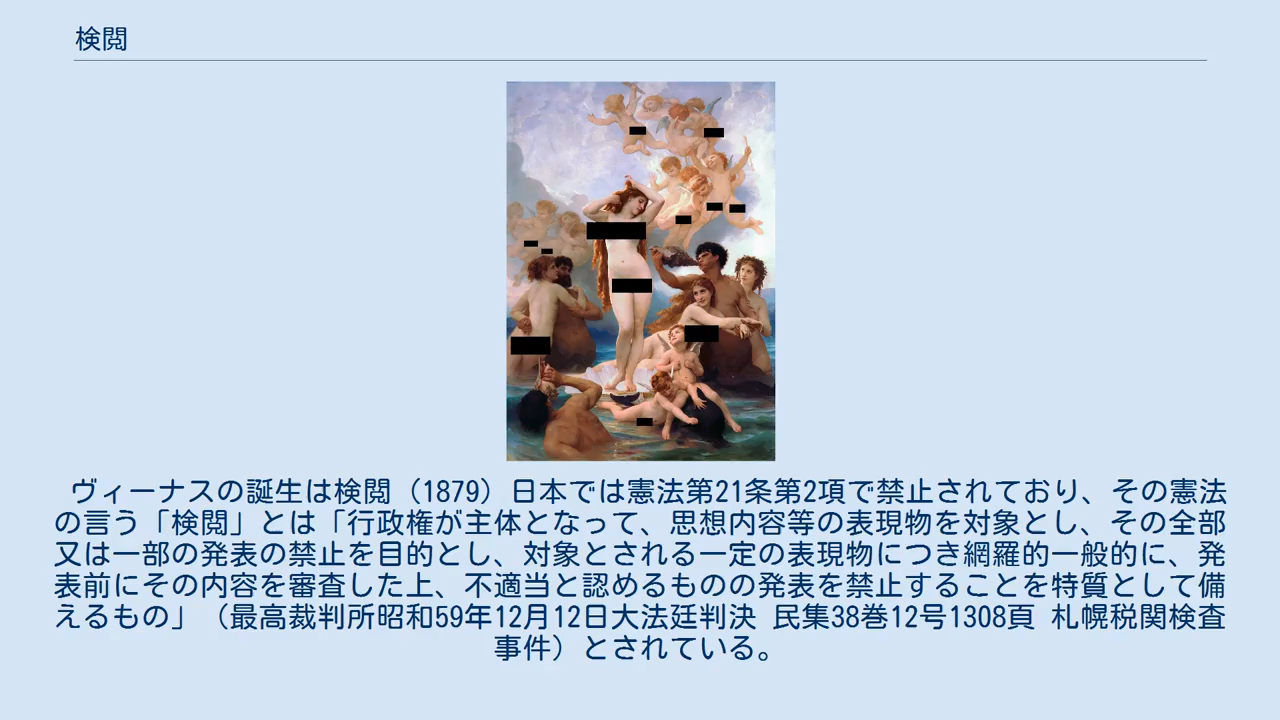 検閲
ヴィーナスの誕生は検閲（1879）日本では憲法第21条第2項で禁止されており、その憲法
の言う「検閲」とは「行政権が主体となって、思想内容等の表現物を対象とし、その全部
又は一部の発表の禁止を目的とし、対象とされる一定の表現物につき網羅的一般的に、発
表前にその内容を審査した上、不適当と認めるものの発表を禁止することを特質として備
えるもの」（最高裁判所昭和59年12月12日大法廷判決 民集38巻12号1308頁 札幌税関検査
事件）とされている。